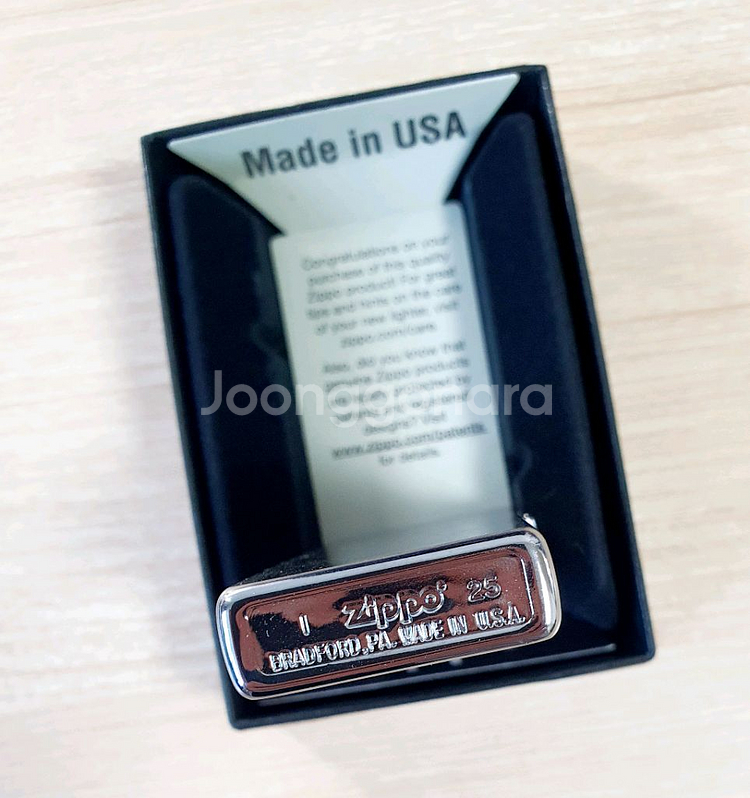 Made in USA
Congratulations on your
purchase of this quality
Zippo product! For great
tips and hints on the care
of your new lighter, visit
zippo.com/care.
Also, did you know that
Zippo products
protected by
www.zippo.com/patents
for details.
Joonggonara
I zippo 25
BRADFORD,PA. MADE IN U.S.A.